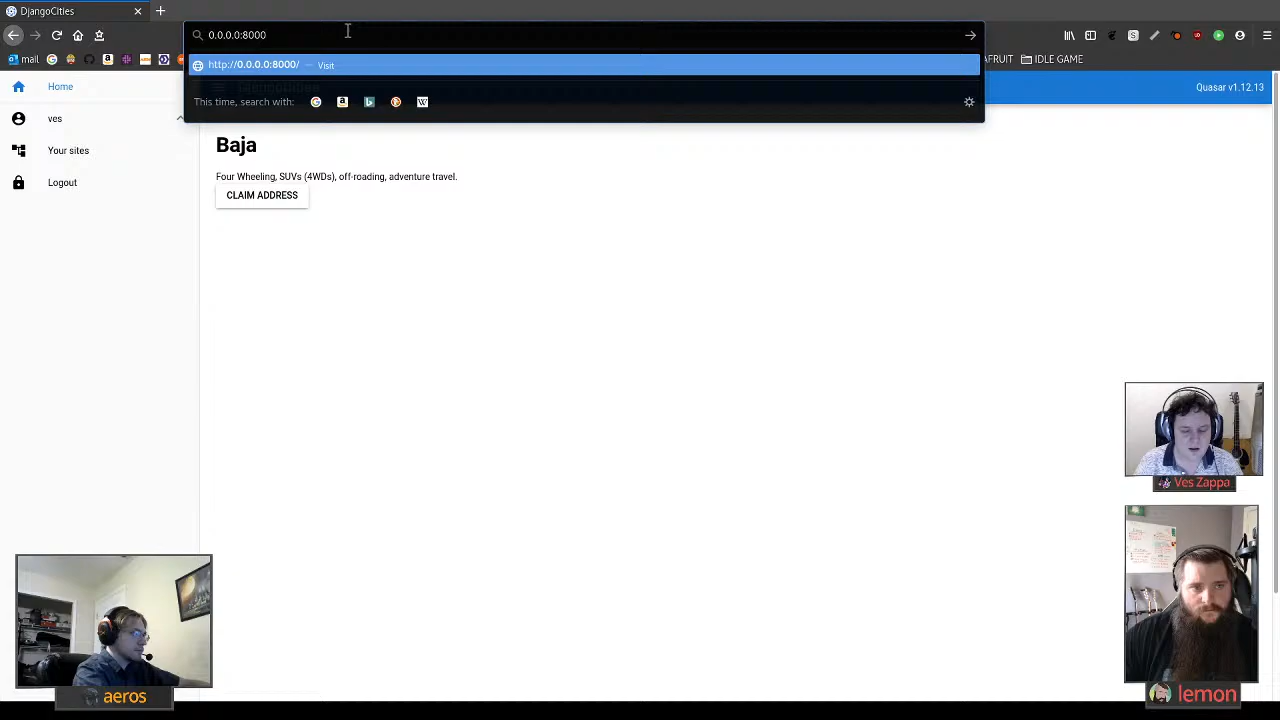 DjangoCities
0.0.0.0:8000
http://0.0.0.0:8000/ — Visit
mail
AFRUIT
IDLE GAME
This time, search with:
Home
Quasar v1.12.13
ves
Your sites
Logout
Baja
Four Wheeling, SUVs (4WDs), off-roading, adventure travel.
CLAIM ADDRESS
Ves Zappa
aeros
lemon